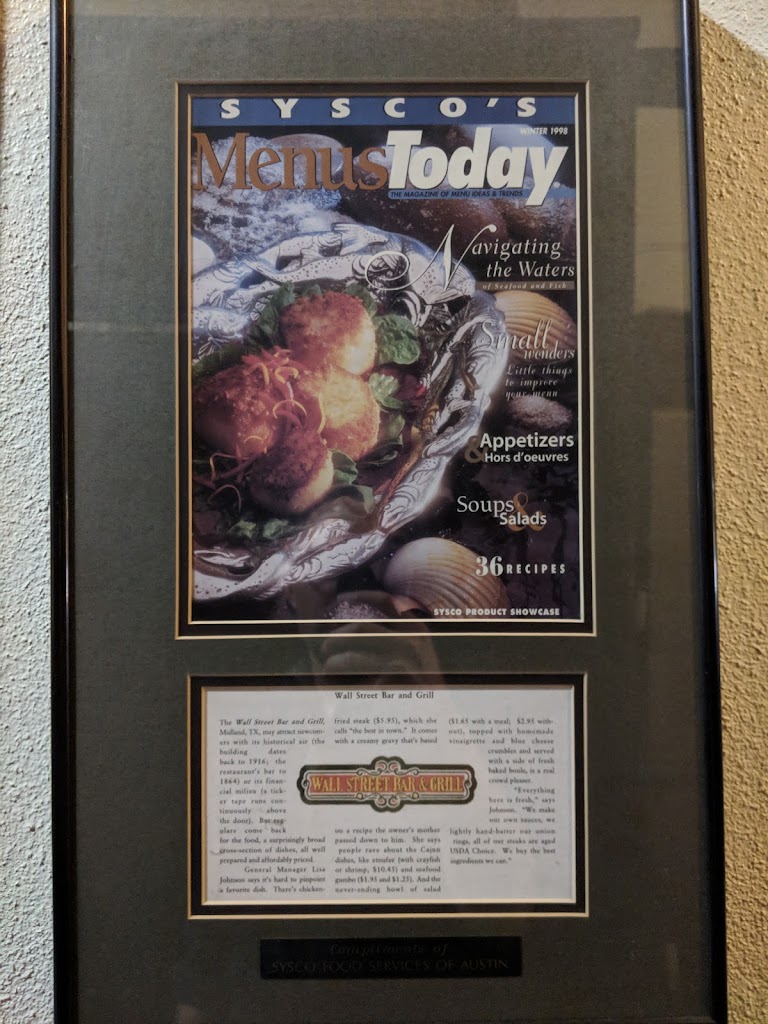 SYSCO'S
WINTER 1998
MenusToday
THE MAGAZINE OF MENU IDEAS & TRENDS
Navigating
the Waters
of Seafood and Fish
Small
wonders
Little things
to improve
your menu
Appetizers
& Hors d'oeuvres
Soups &
Salads
36 RECIPES
SYSCO PRODUCT SHOWCASE
Wall Street Bar and Grill
The Wall Street Bar and Grill,
Midland, TX, may attract newcom-
ers with its historical air (the
building dates
back to 1916; the
restaurant's bar to
1864) or its finan-
cial milieu (a tick-
er tape runs con-
tinuously above
the door). But reg-
ulars come back
for the food, a surprisingly broad
cross-section of dishes, all well
prepared and affordably priced.
General Manager Lisa
Johnson says it's hard to pinpoint
a favorite dish. There's chicken-
fried steak ($5.95), which she
calls "the best in town." It comes
with a creamy gravy that's based
WALL STREET BAR & GRILL
on a recipe the owner's mother
passed down to him. She says
people rave about the Cajun
dishes, like etoufee (with crayfish
or shrimp, $10.45) and seafood
gumbo ($1.95 and $1.25). And the
never-ending bowl of salad
($1.65 with a meal; $2.95 with-
out), topped with homemade
vinaigrette and blue cheese
crumbles and served
with a side of fresh
baked boule, is a real
crowd pleaser.
"Everything
here is fresh," says
Johnson. "We make
our own sauces, we
lightly hand-batter our onion
rings, all of our steaks are aged
USDA Choice. We buy the best
ingredients we can."
Compliments of
SYSCO FOOD SERVICES OF AUSTIN